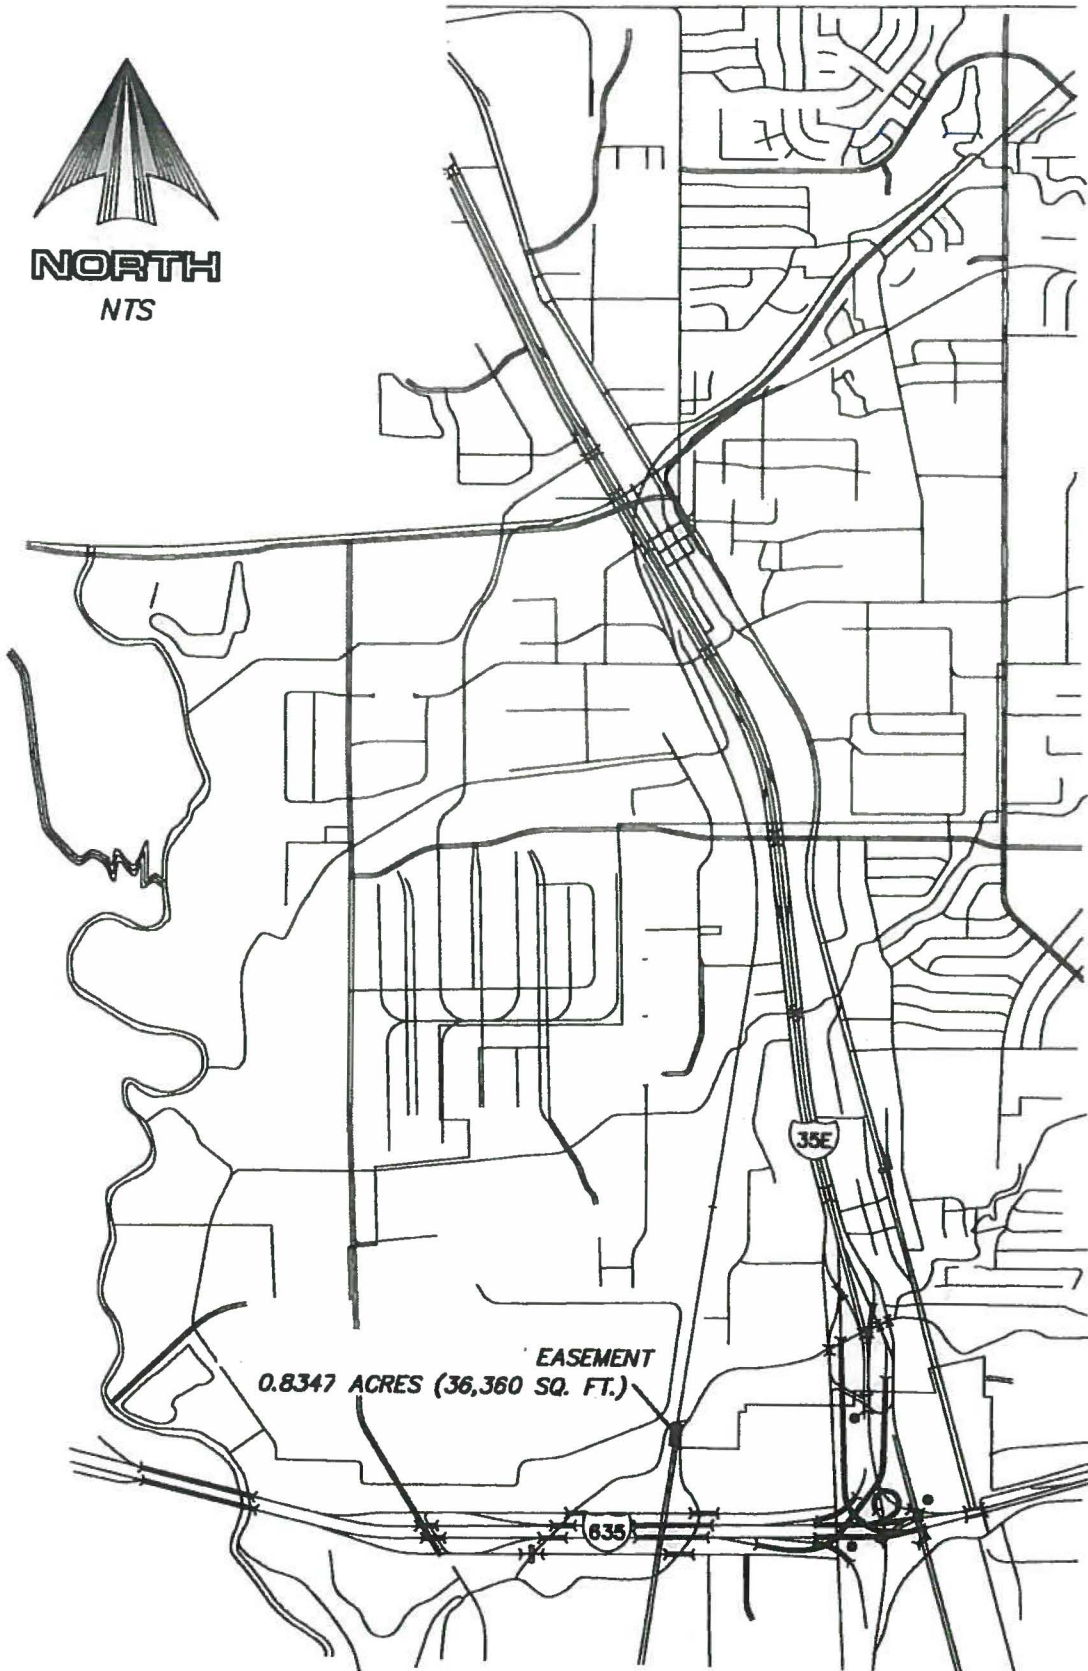 NORTH
NTS
35E
EASEMENT
0.8347 ACRES (36,360 SQ. FT.)
635